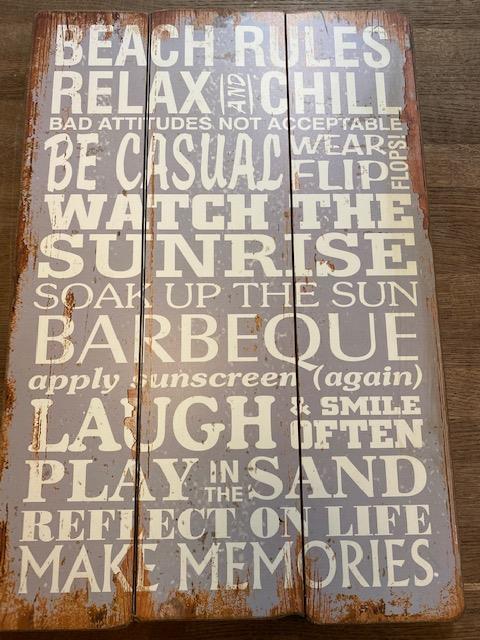 BEACH RULES
RELAX AND CHILL
BAD ATTITUDES NOT ACCEPTABLE
BE CASUAL WEAR FLIP FLOPS!
WATCH THE
SUNRISE
SOAK UP THE SUN
BARBEQUE
apply sunscreen (again)
LAUGH & SMILE OFTEN
PLAY IN THE SAND
REFLECT ON LIFE
MAKE MEMORIES.